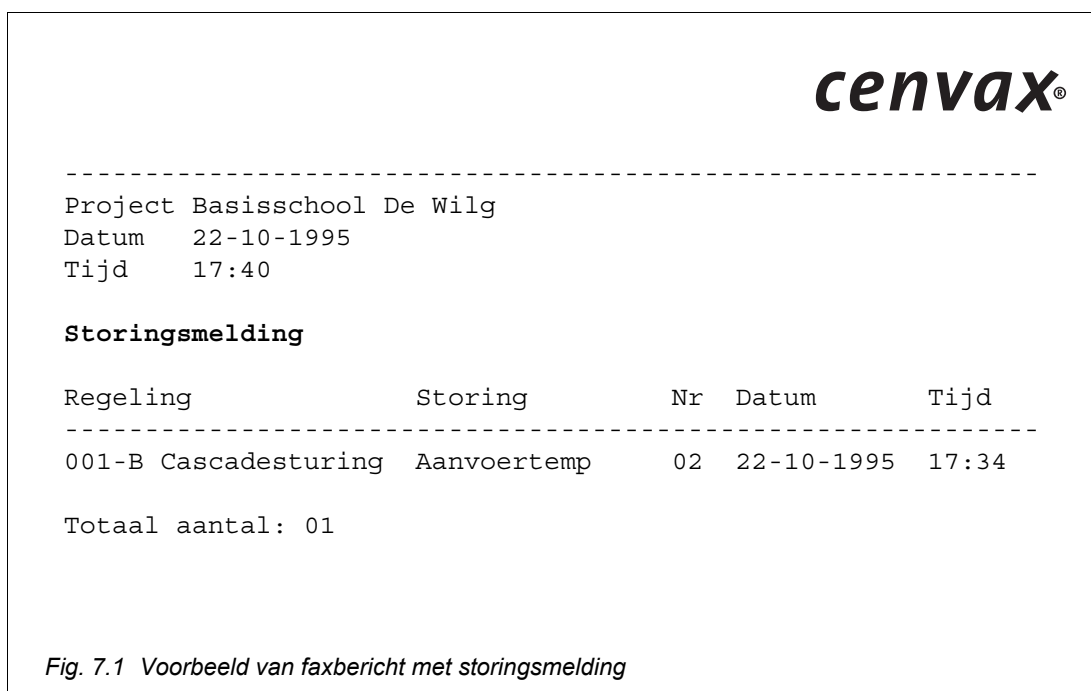 cenvax®
--------------------------------------------------------------
Project Basisschool De Wilg
Datum 22-10-1995
Tijd 17:40
Storingsmelding
Regeling Storing Nr Datum Tijd
--------------------------------------------------------------
001-B Cascadesturing Aanvoertemp 02 22-10-1995 17:34
Totaal aantal: 01
Fig. 7.1 Voorbeeld van faxbericht met storingsmelding